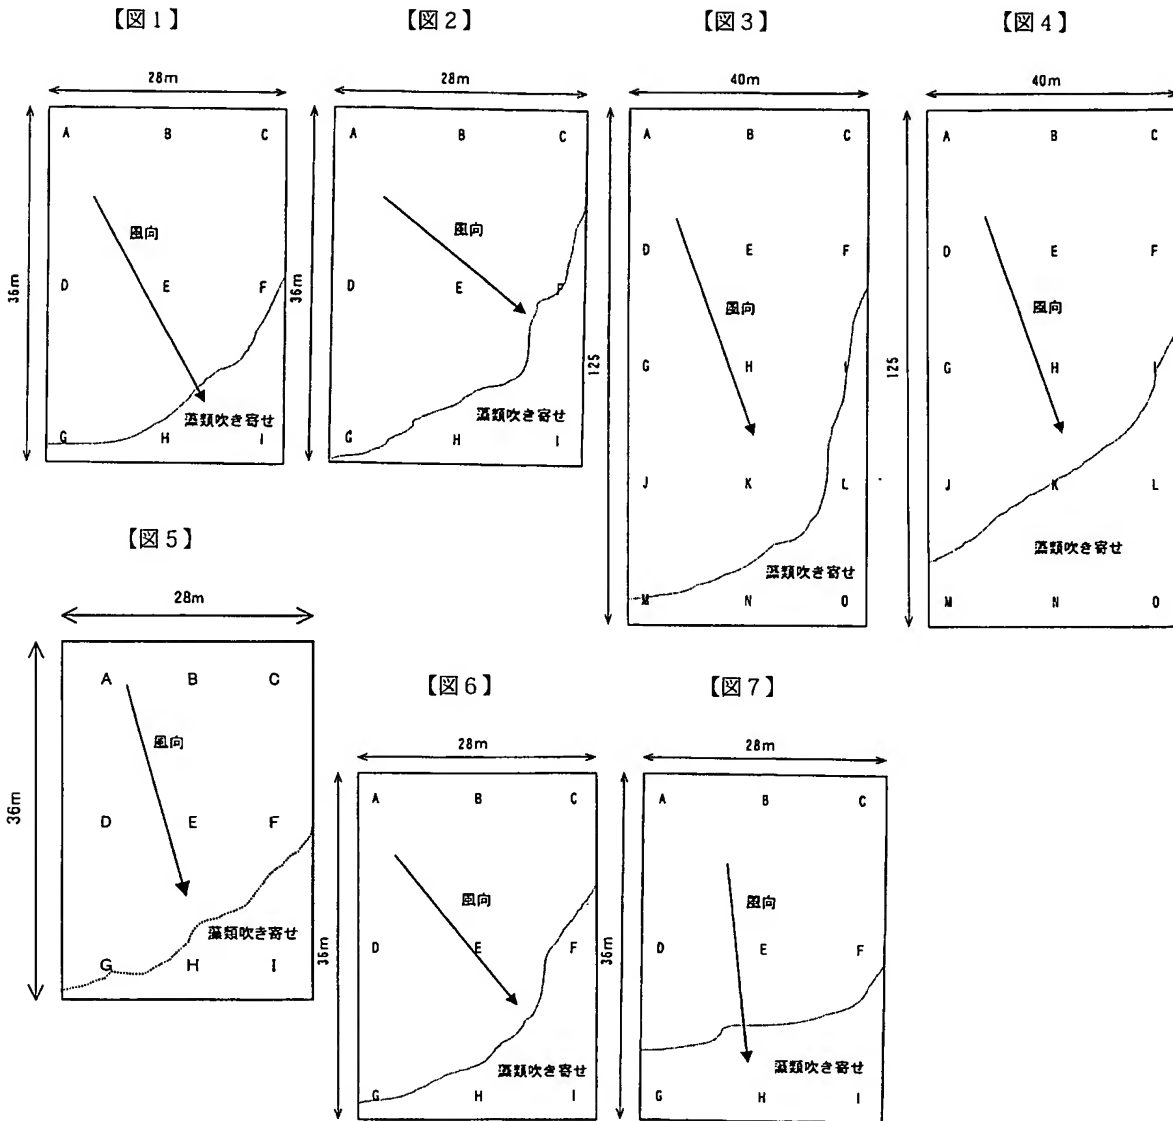 【図1】
28m
36m
A B C
風向
D E F
藻類吹き寄せ
G H I
【図2】
28m
36m
A B C
風向
D E F
藻類吹き寄せ
G H I
【図3】
40m
125
A B C
D E F
風向
G H I
J K L
藻類吹き寄せ
M N O
【図4】
40m
125
A B C
D E F
風向
G H I
J K L
藻類吹き寄せ
M N O
【図5】
28m
36m
A B C
風向
D E F
藻類吹き寄せ
G H I
【図6】
28m
36m
A B C
風向
D E F
藻類吹き寄せ
G H I
【図7】
28m
36m
A B C
風向
D E F
藻類吹き寄せ
G H I